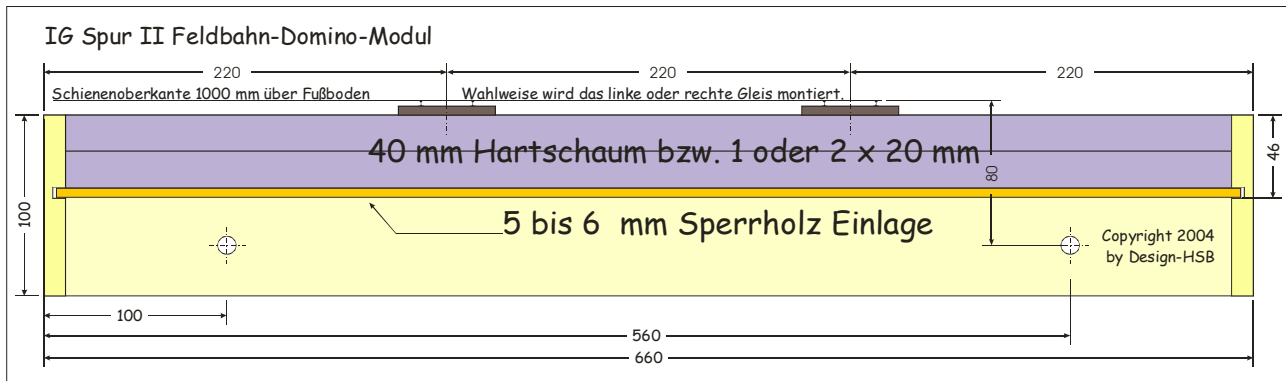 IG Spur II Feldbahn-Domino-Modul
220
220
220
Schienenoberkante 1000 mm über Fußboden
Wahlweise wird das linke oder rechte Gleis montiert.
40 mm Hartschaum bzw. 1 oder 2 x 20 mm
80
46
100
5 bis 6 mm Sperrholz Einlage
Copyright 2004
by Design-HSB
100
560
660